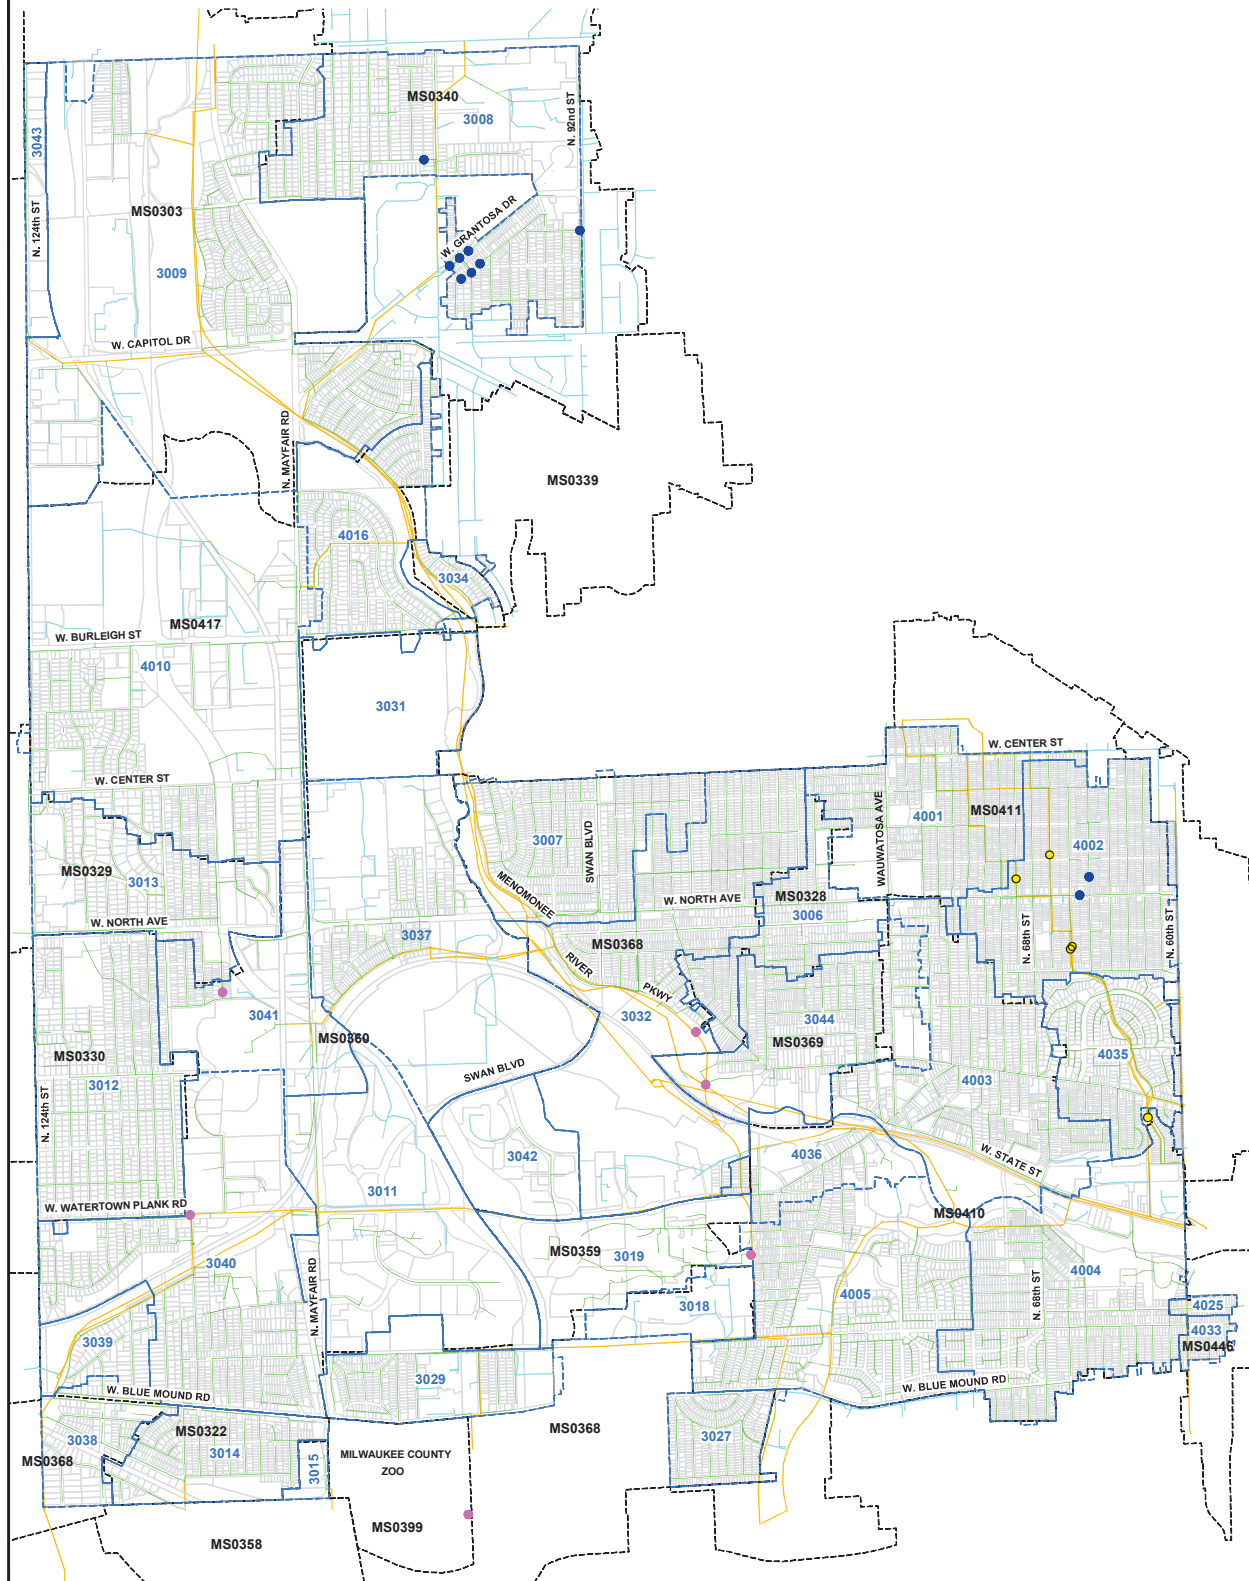 MS0340
3008
N. 92nd ST
3043
N. 124th ST
MS0303
W. GRANTOSA DR
3009
W. CAPITOL DR
N. MAYFAIR RD
MS0339
4016
3034
MS0417
W. BURLEIGH ST
4010
3031
W. CENTER ST
W. CENTER ST
WAUWATOSA AVE
4001
MS0411
3007
SWAN BLVD
4002
MS0329
3013
MENOMONEE
MS0328
W. NORTH AVE
W. NORTH AVE
3006
3037
MS0368
N. 68th ST
N. 60th ST
RIVER
PKWY
3041
3032
3044
MS0360
MS0369
MS0330
4035
SWAN BLVD
3012
4003
N. 124th ST
3042
4036
W. STATE ST
3011
W. WATERTOWN PLANK RD
MS0410
MS0359
3019
3040
4004
N. MAYFAIR RD
4005
N. 68th ST
3018
4025
4033
3039
MS0446
3029
W. BLUE MOUND RD
W. BLUE MOUND RD
MS0322
MS0368
3027
3038
3014
MILWAUKEE COUNTY
MS0368
3015
ZOO
MS0399
MS0358